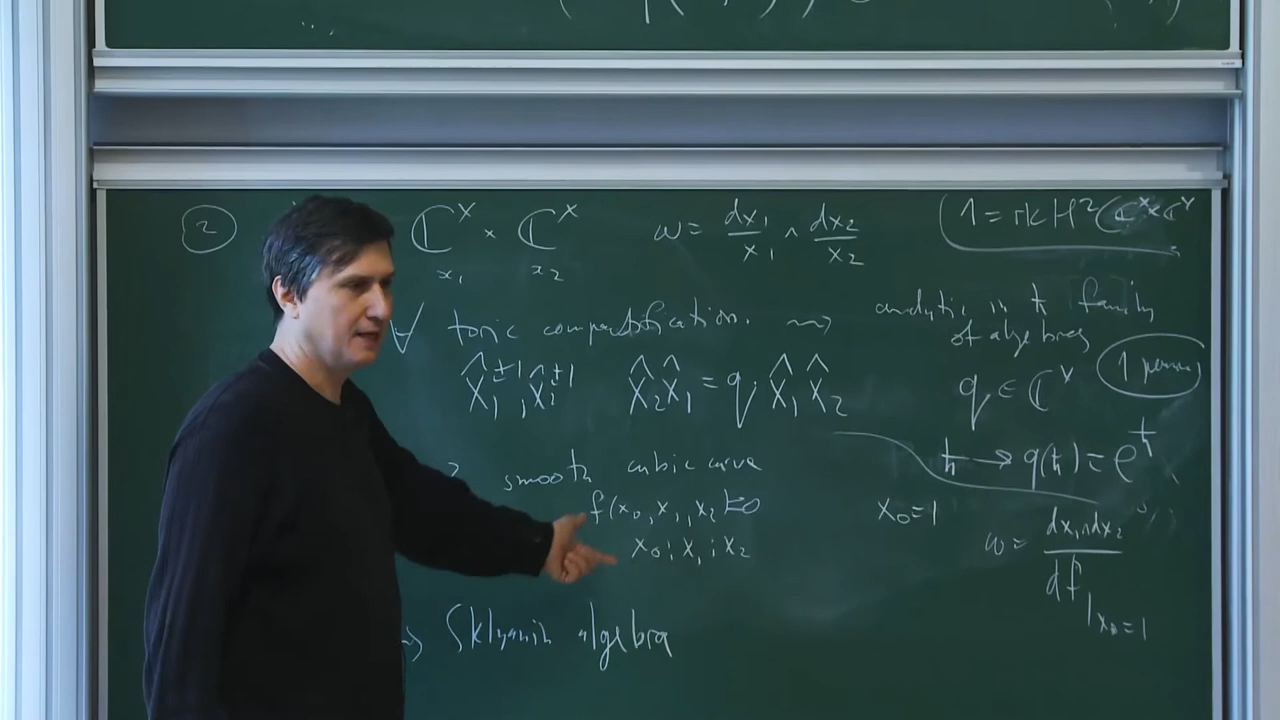 ② ℂ^× × ℂ^×   ω = dx₁/x₁ ∧ dx₂/x₂   1 = rk H²(ℂ^× × ℂ^×
x₁ x₂
∀ toric compactification. ⇝ analytic in ħ family
of algebras
X̂₁^{±1}, X̂₂^{±1}   X̂₂X̂₁ = q·X̂₁X̂₂   q ∈ ℂ^×
ħ → q(ħ) = e^ħ
smooth cubic curve
f(x₀, x₁, x₂) = 0   x₀ = 1
x₀ : x₁ : x₂   ω = dx₁∧dx₂ / df |x₀=1
Sklyanin algebra